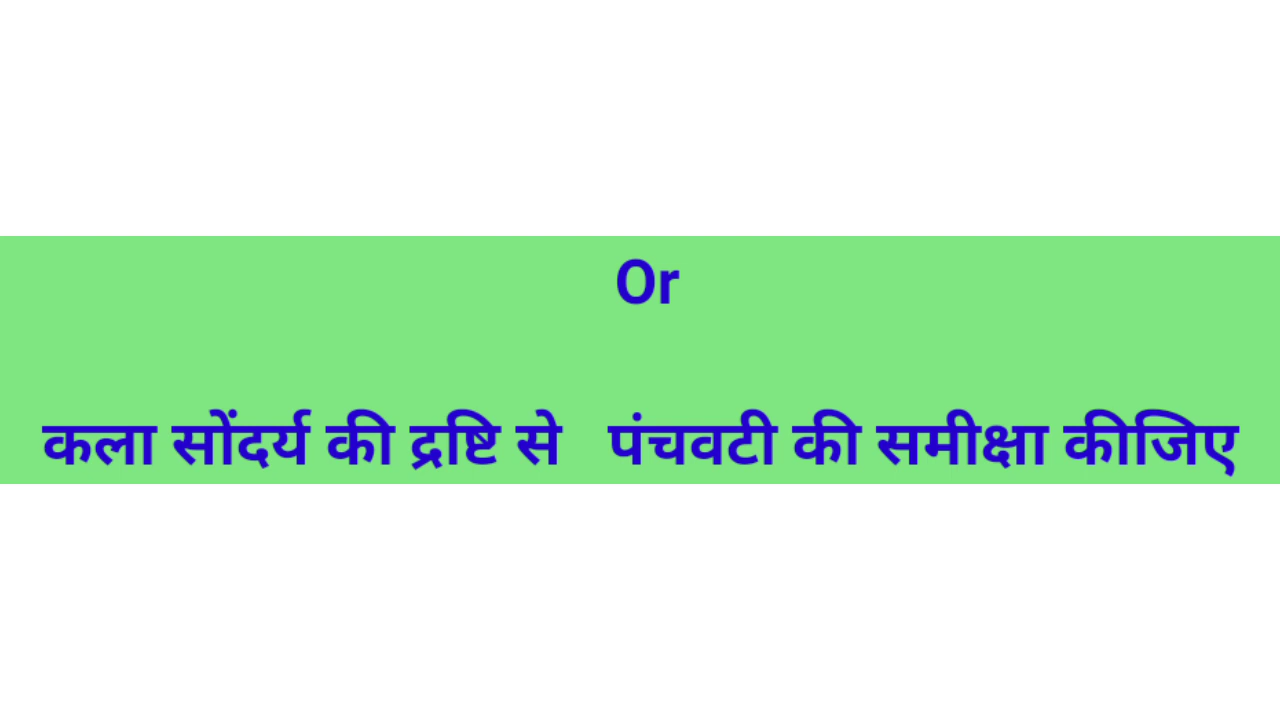 Or
कला सोंदर्य की द्रष्टि से पंचवटी की समीक्षा कीजिए